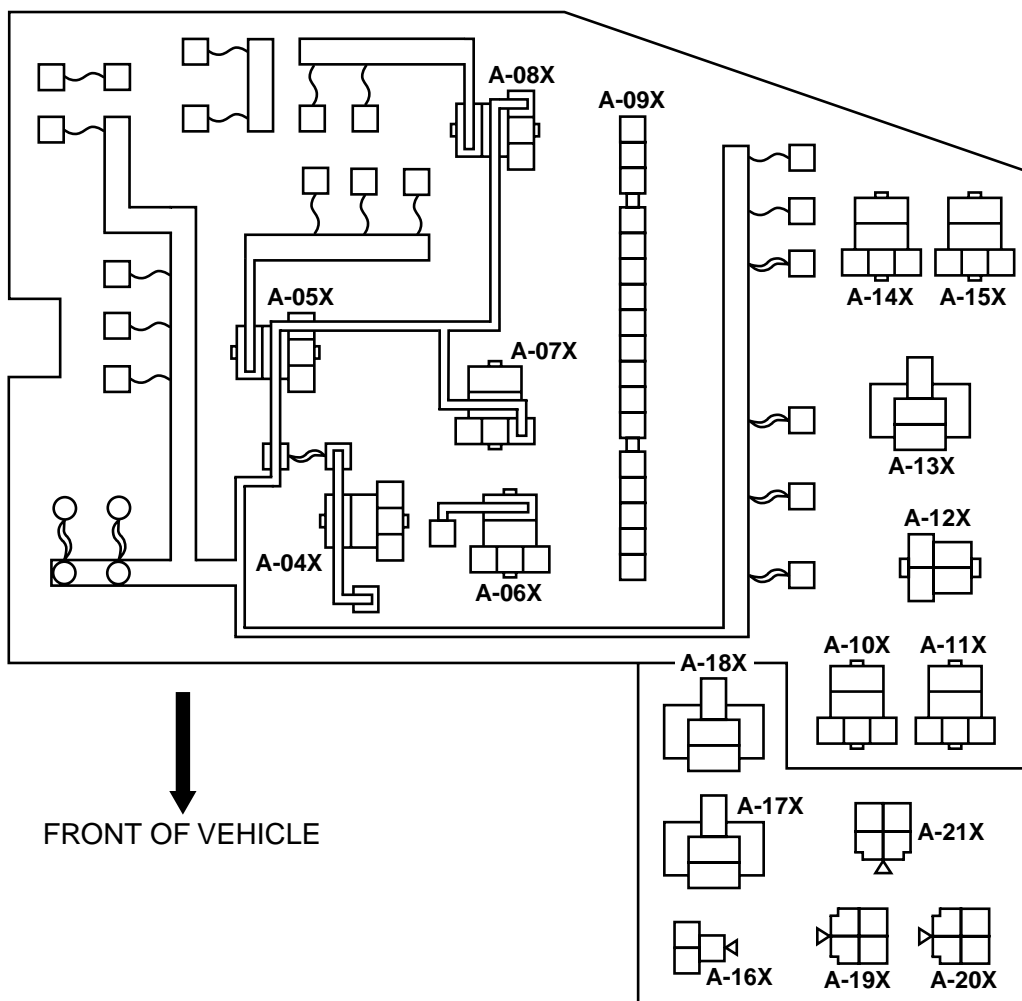 A-08X
A-09X
A-14X
A-15X
A-05X
A-07X
A-13X
A-12X
A-04X
A-06X
A-10X
A-11X
A-18X
A-17X
FRONT OF VEHICLE
A-21X
A-16X
A-19X
A-20X